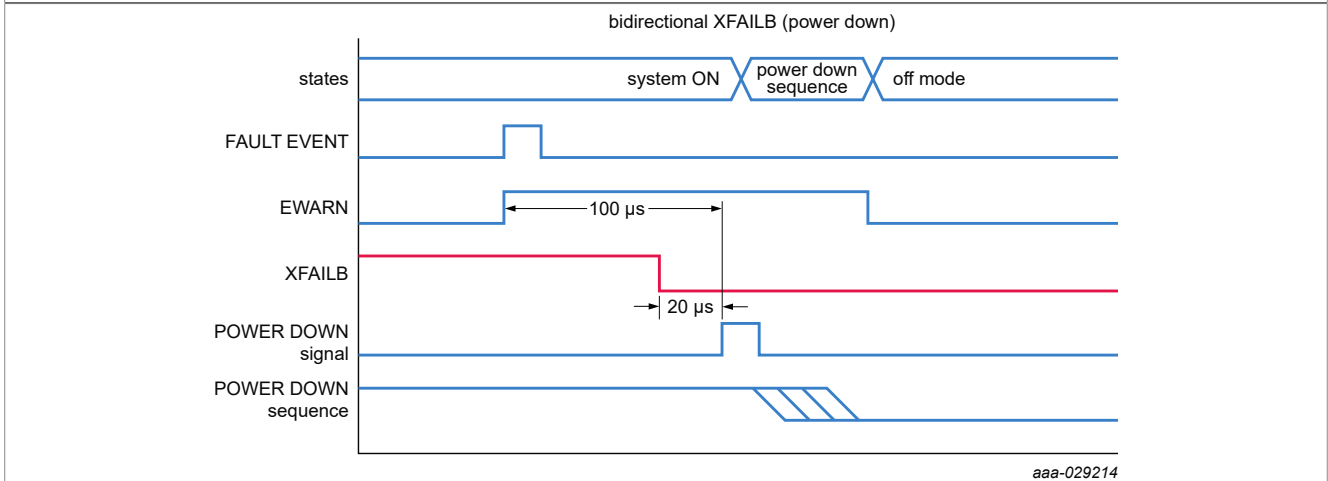 bidirectional XFAILB (power down)
states
system ON
power down
sequence
off mode
FAULT EVENT
EWARN
100 µs
XFAILB
20 µs
POWER DOWN
signal
POWER DOWN
sequence
aaa-029214